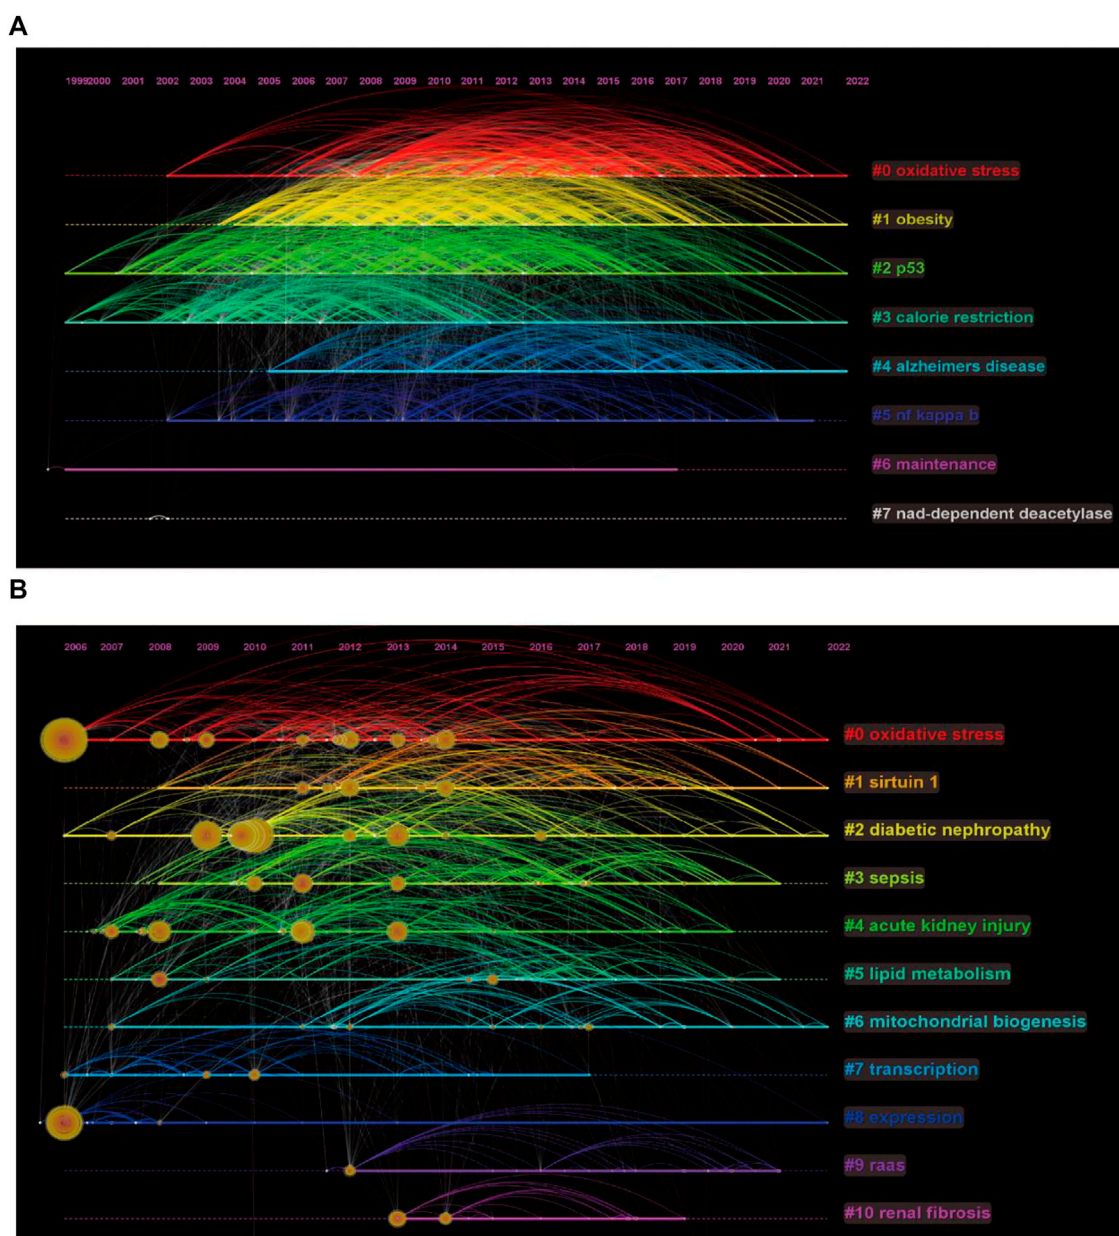 A
1999 2000 2001 2002 2003 2004 2005 2006 2007 2008 2009 2010 2011 2012 2013 2014 2015 2016 2017 2018 2019 2020 2021 2022
#0 oxidative stress
#1 obesity
#2 p53
#3 calorie restriction
#4 alzheimers disease
#5 nf kappa b
#6 maintenance
#7 nad-dependent deacetylase
B
2006 2007 2008 2009 2010 2011 2012 2013 2014 2015 2016 2017 2018 2019 2020 2021 2022
#0 oxidative stress
#1 sirtuin 1
#2 diabetic nephropathy
#3 sepsis
#4 acute kidney injury
#5 lipid metabolism
#6 mitochondrial biogenesis
#7 transcription
#8 expression
#9 raas
#10 renal fibrosis